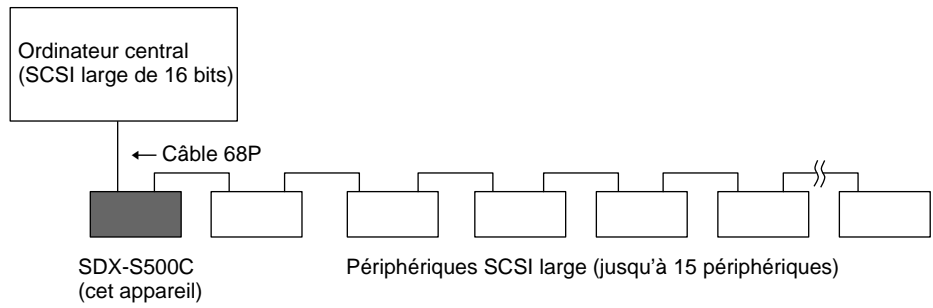 Ordinateur central
(SCSI large de 16 bits)
Câble 68P
SDX-S500C
(cet appareil)
Périphériques SCSI large (jusqu'à 15 périphériques)